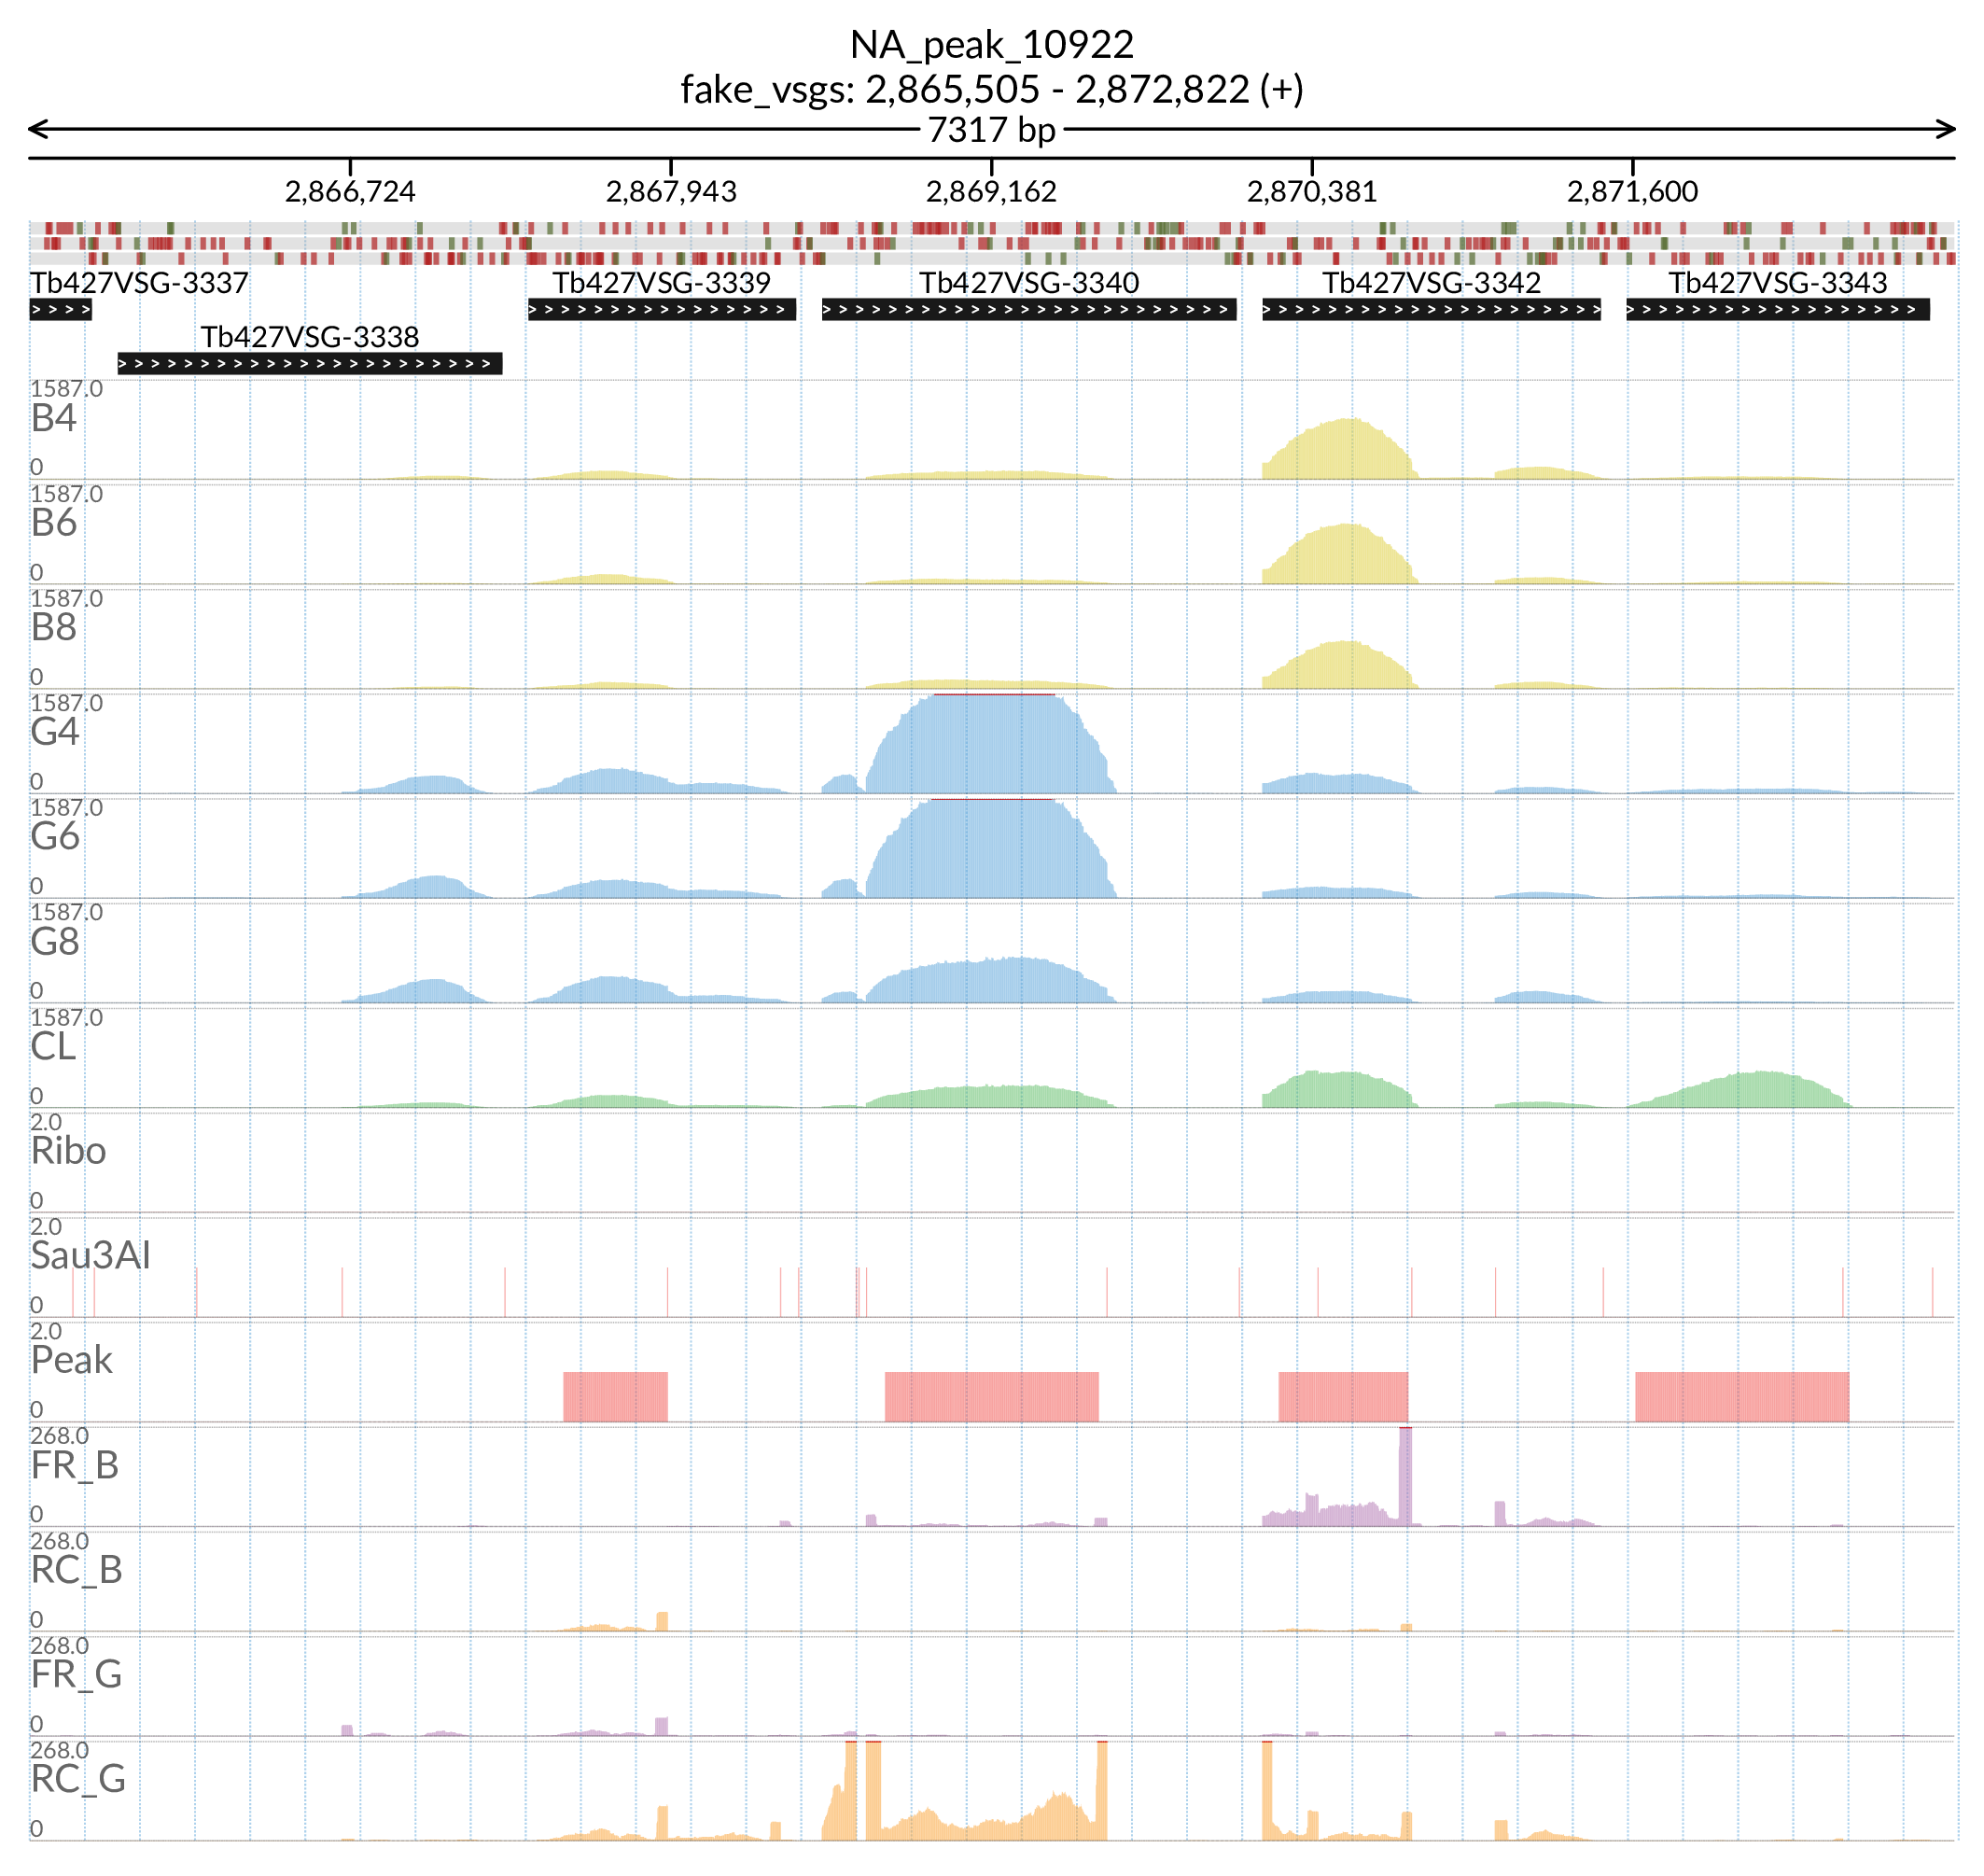 NA_peak_10922
fake_vsgs: 2,865,505 - 2,872,822 (+)
7317 bp
2,866,724 2,867,943 2,869,162 2,870,381 2,871,600
Tb427VSG-3337 Tb427VSG-3339 Tb427VSG-3340 Tb427VSG-3342 Tb427VSG-3343
Tb427VSG-3338
1587.0
B4
0
1587.0
B6
0
1587.0
B8
0
1587.0
G4
0
1587.0
G6
0
1587.0
G8
0
1587.0
CL
0
2.0
Ribo
0
2.0
Sau3AI
0
2.0
Peak
0
268.0
FR_B
0
268.0
RC_B
0
268.0
FR_G
0
268.0
RC_G
0